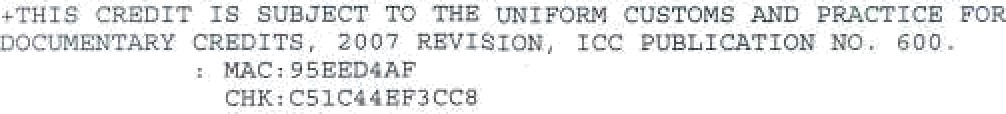 +THIS CREDIT IS SUBJECT TO THE UNIFORM CUSTOMS AND PRACTICE FOR
DOCUMENTARY CREDITS, 2007 REVISION, ICC PUBLICATION NO. 600.
: MAC:95EED4AF
CHK:C51C44EF3CC8